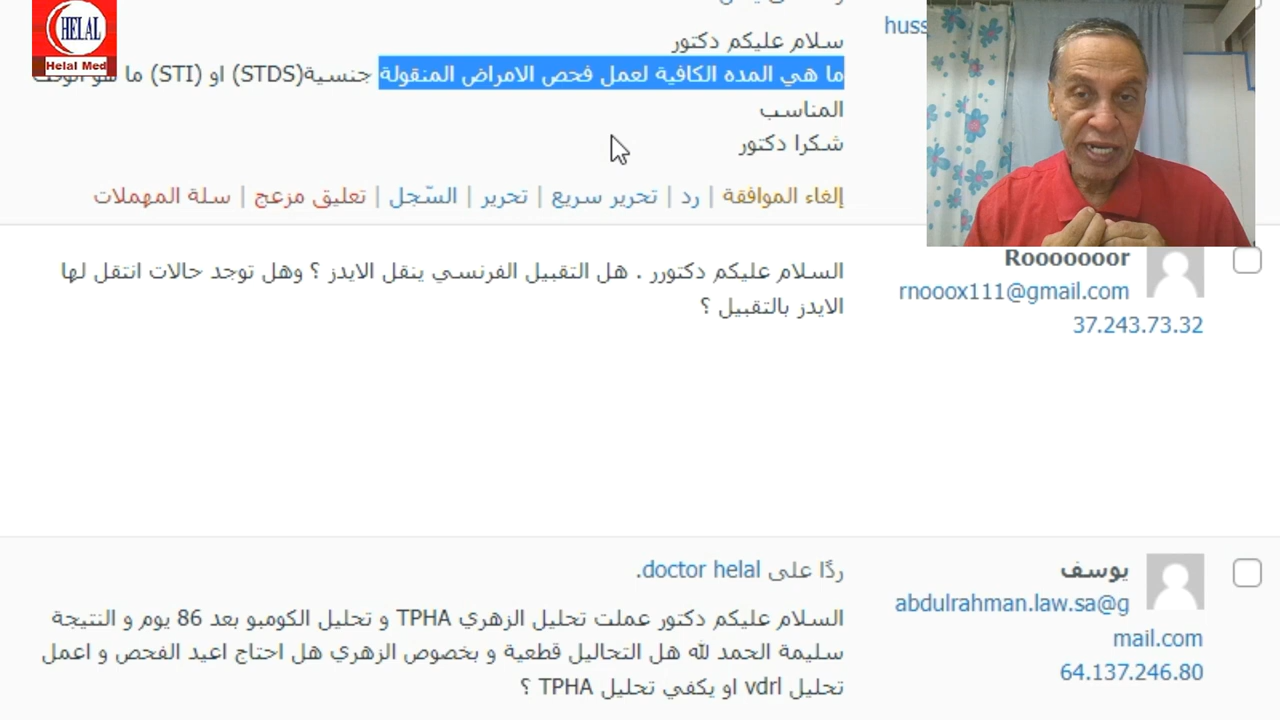 HELAL
Helal Med
huss
سلام عليكم دكتور
ما هي المده الكافية لعمل فحص الامراض المنقولة جنسية(STDS) او (STI) ما هو الوقت
المناسب
شكرا دكتور
إلغاء الموافقة | رد | تحرير سريع | تحرير | السّجل | تعليق مزعج | سلة المهملات
Rooooooor
rnooox111@gmail.com
37.243.73.32
السلام عليكم دكتورر . هل التقبيل الفرنسي ينقل الايدز ؟ وهل توجد حالات انتقل لها
الايدز بالتقبيل ؟
يوسف
abdulrahman.law.sa@g
mail.com
64.137.246.80
ردًا على doctor helal.
السلام عليكم دكتور عملت تحليل الزهري TPHA و تحليل الكومبو بعد 86 يوم و النتيجة
سليمة الحمد لله هل التحاليل قطعية و بخصوص الزهري هل احتاج اعيد الفحص و اعمل
تحليل vdrl او يكفي تحليل TPHA ؟